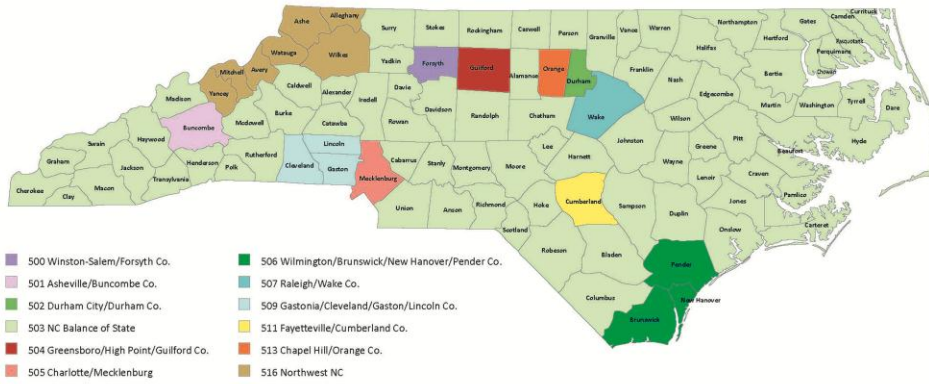 Currituck
Ashe
Alleghany
Surry
Stokes
Rockingham
Caswell
Person
Granville
Vance
Warren
Northampton
Gates
Camden
Pasquotank
Perquimans
Chowan
Hertford
Halifax
Watauga
Wilkes
Yadkin
Forsyth
Guilford
Alamance
Orange
Durham
Franklin
Nash
Bertie
Mitchell
Avery
Yancey
Caldwell
Alexander
Iredell
Davie
Davidson
Randolph
Chatham
Wake
Edgecombe
Martin
Washington
Tyrrell
Dare
Madison
Buncombe
McDowell
Burke
Catawba
Rowan
Wilson
Johnston
Pitt
Greene
Beaufort
Hyde
Swain
Haywood
Graham
Jackson
Henderson
Transylvania
Polk
Rutherford
Cleveland
Lincoln
Gaston
Mecklenburg
Cabarrus
Stanly
Montgomery
Moore
Lee
Harnett
Wayne
Lenoir
Craven
Pamlico
Cherokee
Clay
Macon
Union
Anson
Richmond
Scotland
Hoke
Cumberland
Sampson
Duplin
Jones
Onslow
Carteret
Robeson
Bladen
Columbus
Pender
New Hanover
Brunswick
500 Winston-Salem/Forsyth Co.
501 Asheville/Buncombe Co.
502 Durham City/Durham Co.
503 NC Balance of State
504 Greensboro/High Point/Guilford Co.
505 Charlotte/Mecklenburg
506 Wilmington/Brunswick/New Hanover/Pender Co.
507 Raleigh/Wake Co.
509 Gastonia/Cleveland/Gaston/Lincoln Co.
511 Fayetteville/Cumberland Co.
513 Chapel Hill/Orange Co.
516 Northwest NC